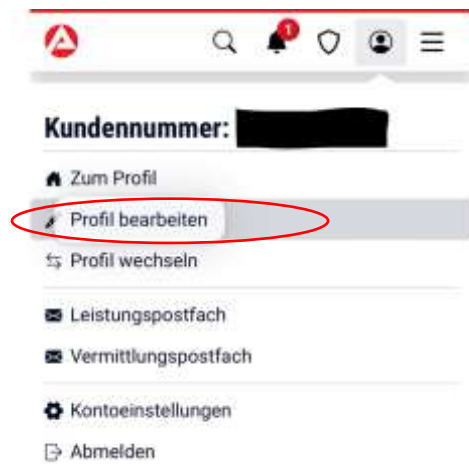 1
Kundennummer:
Zum Profil
Profil bearbeiten
Profil wechseln
Leistungspostfach
Vermittlungspostfach
Kontoeinstellungen
Abmelden